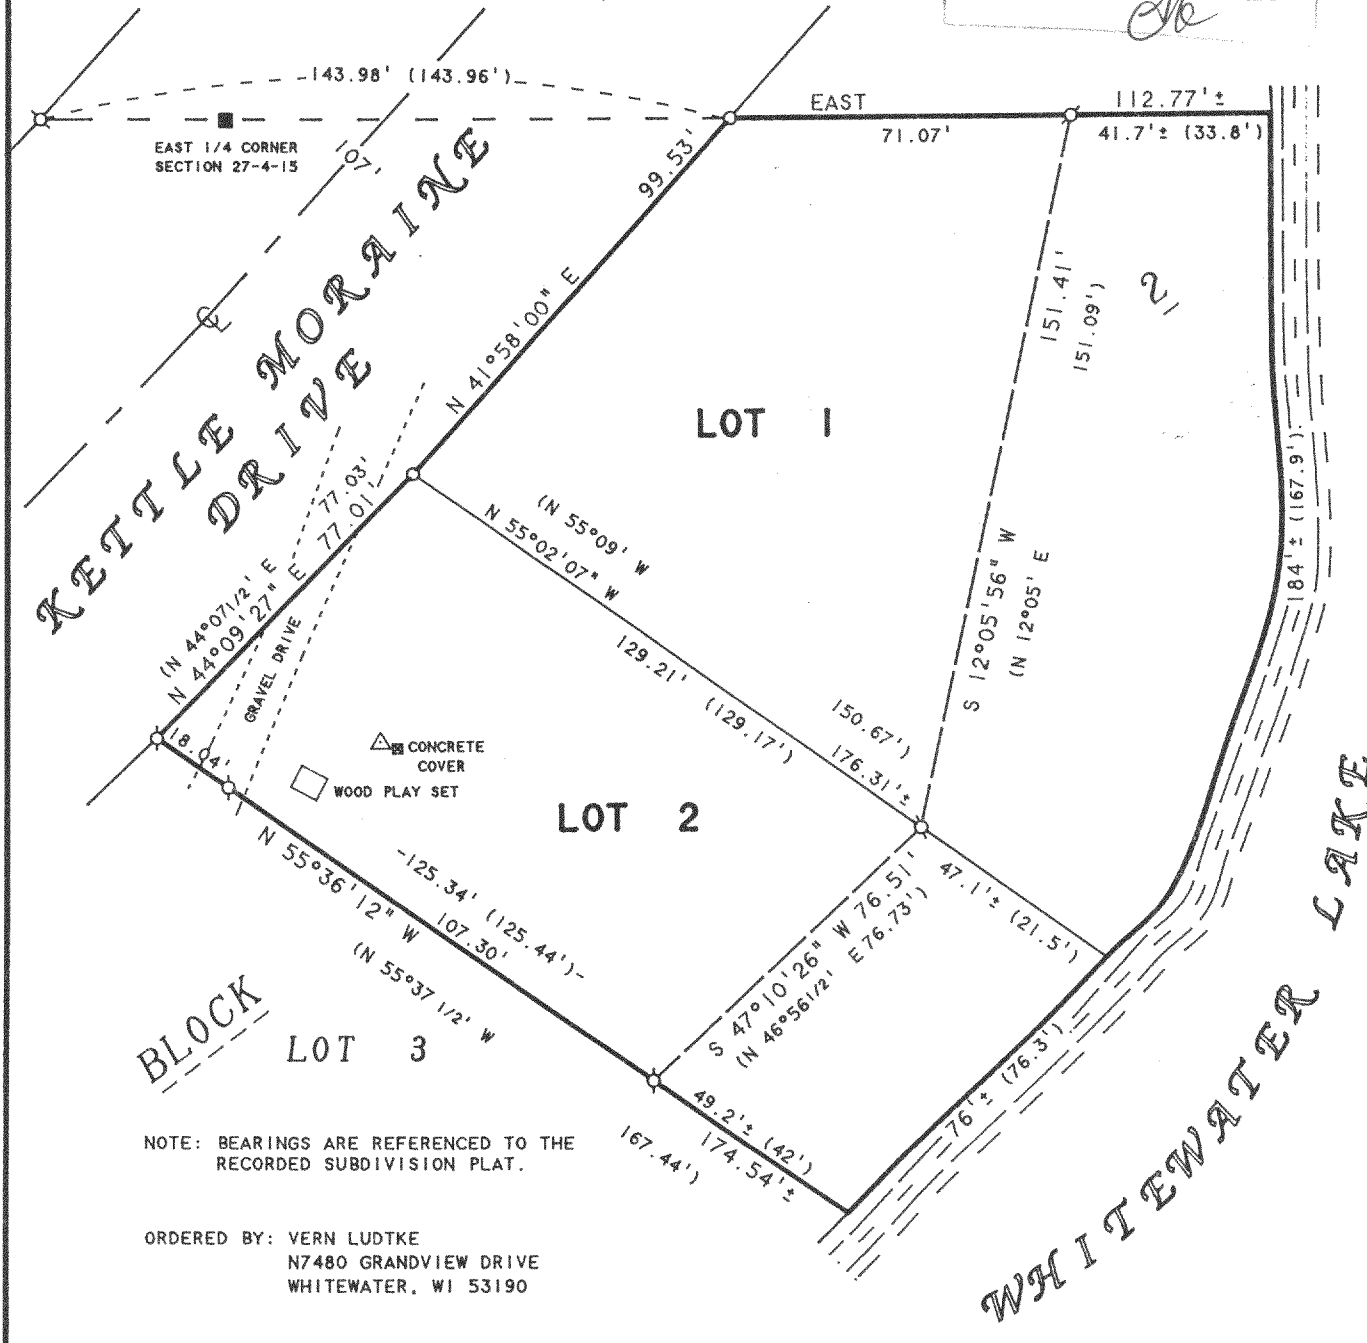 143.98' (143.96')
EAST
112.77'±
71.07'
41.7'± (33.8')
EAST 1/4 CORNER
SECTION 27-4-15
107'
99.53'
N 41°58'00" E
KETTLE MORAINE
DRIVE
151.41'
151.09')
21
LOT 1
184'± (167.9')
77.03'
77.01'
(N 44°07 1/2' E
N 44°09'27" E
GRAVEL DRIVE
(N 55°09' W
N 55°02'07" W
129.21' (129.17')
150.67')
176.31'±
S 12°05'56" W
(N 12°05' E
18.04'
CONCRETE
COVER
WOOD PLAY SET
LOT 2
47.1'± (21.5')
N 55°36'12" W
(N 55°37 1/2' W
-125.34' (125.44')-
107.30'
S 47°10'26" W 76.51'
(N 46°56 1/2' E 76.73')
BLOCK
LOT 3
49.2'± (42')
174.54'±
167.44')
76'± (76.3')
WHITEWATER LAKE
NOTE: BEARINGS ARE REFERENCED TO THE
RECORDED SUBDIVISION PLAT.
ORDERED BY: VERN LUDTKE
N7480 GRANDVIEW DRIVE
WHITEWATER, WI 53190